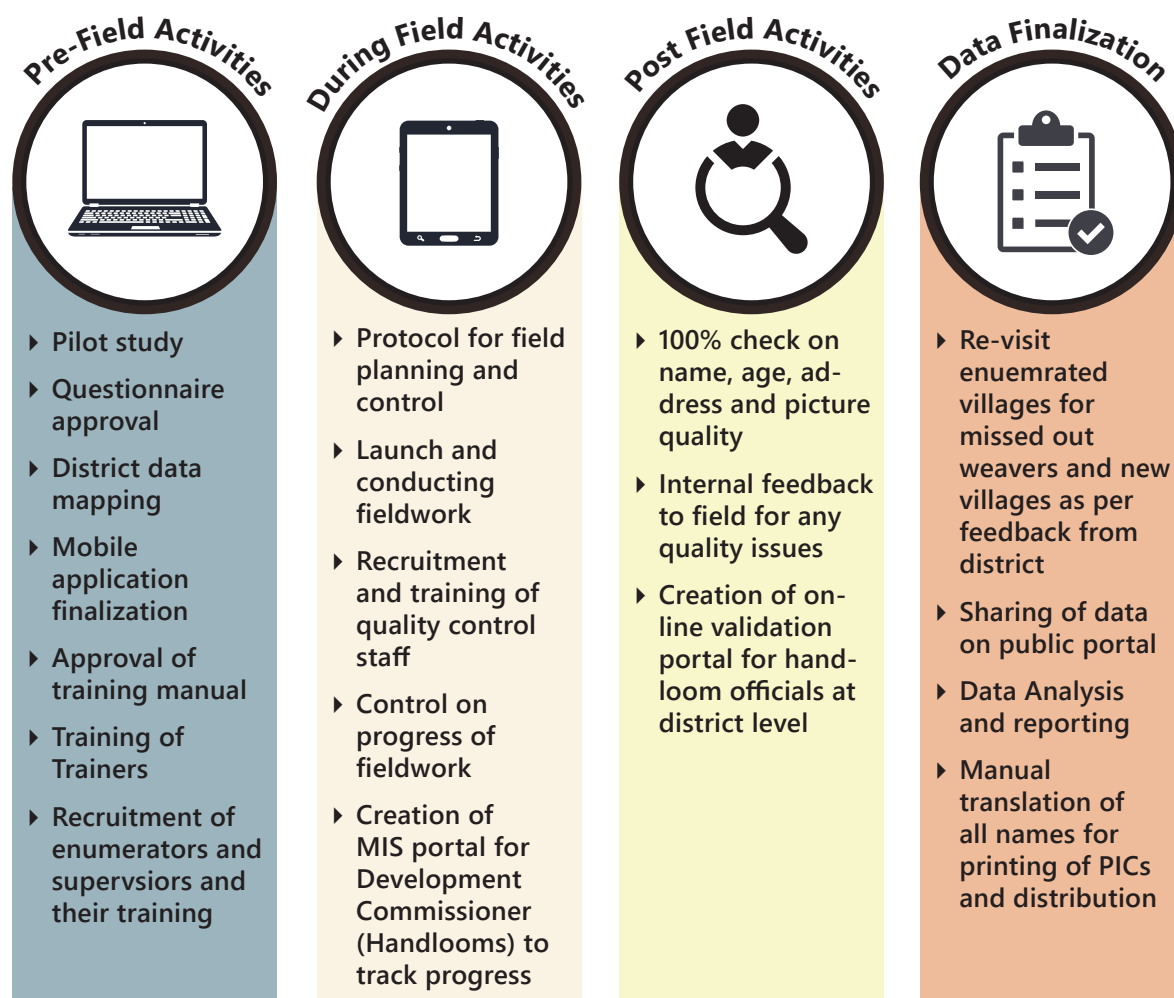 Pre-Field Activities
▸ Pilot study
▸ Questionnaire
approval
▸ District data
mapping
▸ Mobile
application
finalization
▸ Approval of
training manual
▸ Training of
Trainers
▸ Recruitment of
enumerators and
supervsiors and
their training
During Field Activities
▸ Protocol for field
planning and
control
▸ Launch and
conducting
fieldwork
▸ Recruitment
and training of
quality control
staff
▸ Control on
progress of
fieldwork
▸ Creation of
MIS portal for
Development
Commissioner
(Handlooms) to
track progress
Post Field Activities
▸ 100% check on
name, age, ad-
dress and picture
quality
▸ Internal feedback
to field for any
quality issues
▸ Creation of on-
line validation
portal for hand-
loom officials at
district level
Data Finalization
▸ Re-visit
enuemrated
villages for
missed out
weavers and new
villages as per
feedback from
district
▸ Sharing of data
on public portal
▸ Data Analysis
and reporting
▸ Manual
translation of
all names for
printing of PICs
and distribution